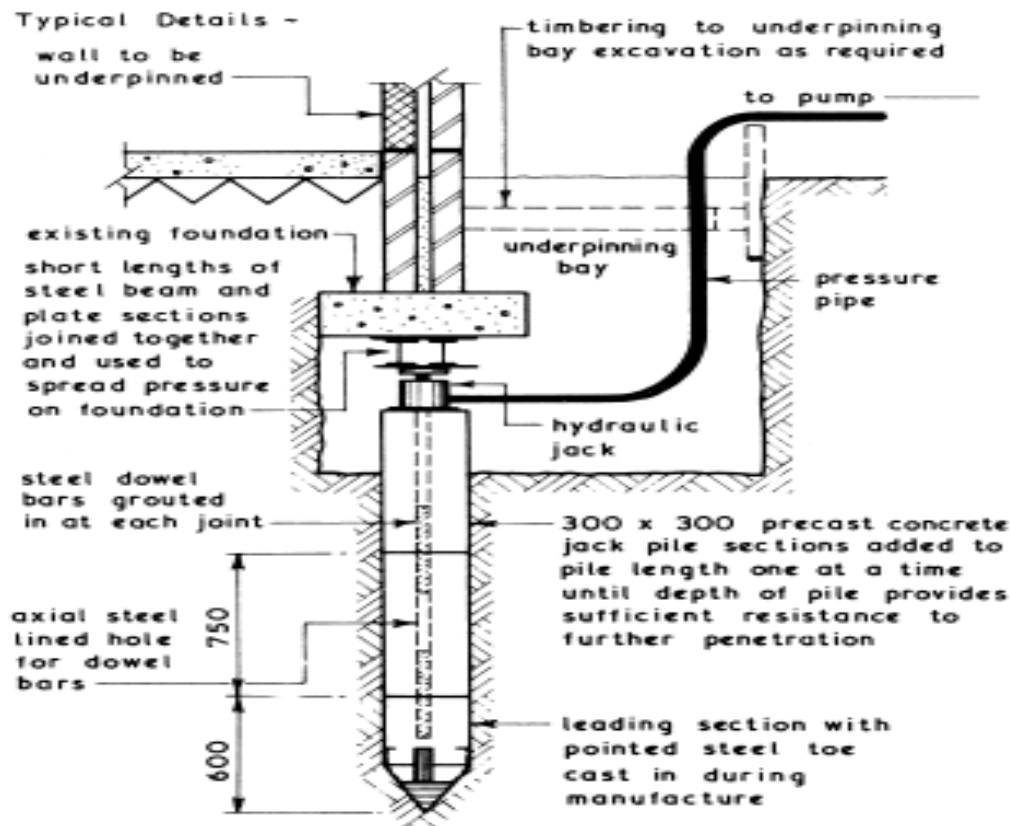 Typical Details ~
wall to be
underpinned
timbering to underpinning
bay excavation as required
to pump
existing foundation
underpinning
bay
short lengths of
steel beam and
plate sections
joined together
and used to
spread pressure
on foundation
pressure
pipe
hydraulic
jack
steel dowel
bars grouted
in at each joint
300 x 300 precast concrete
jack pile sections added to
pile length one at a time
until depth of pile provides
sufficient resistance to
further penetration
750
axial steel
lined hole
for dowel
bars
600
leading section with
pointed steel toe
cast in during
manufacture